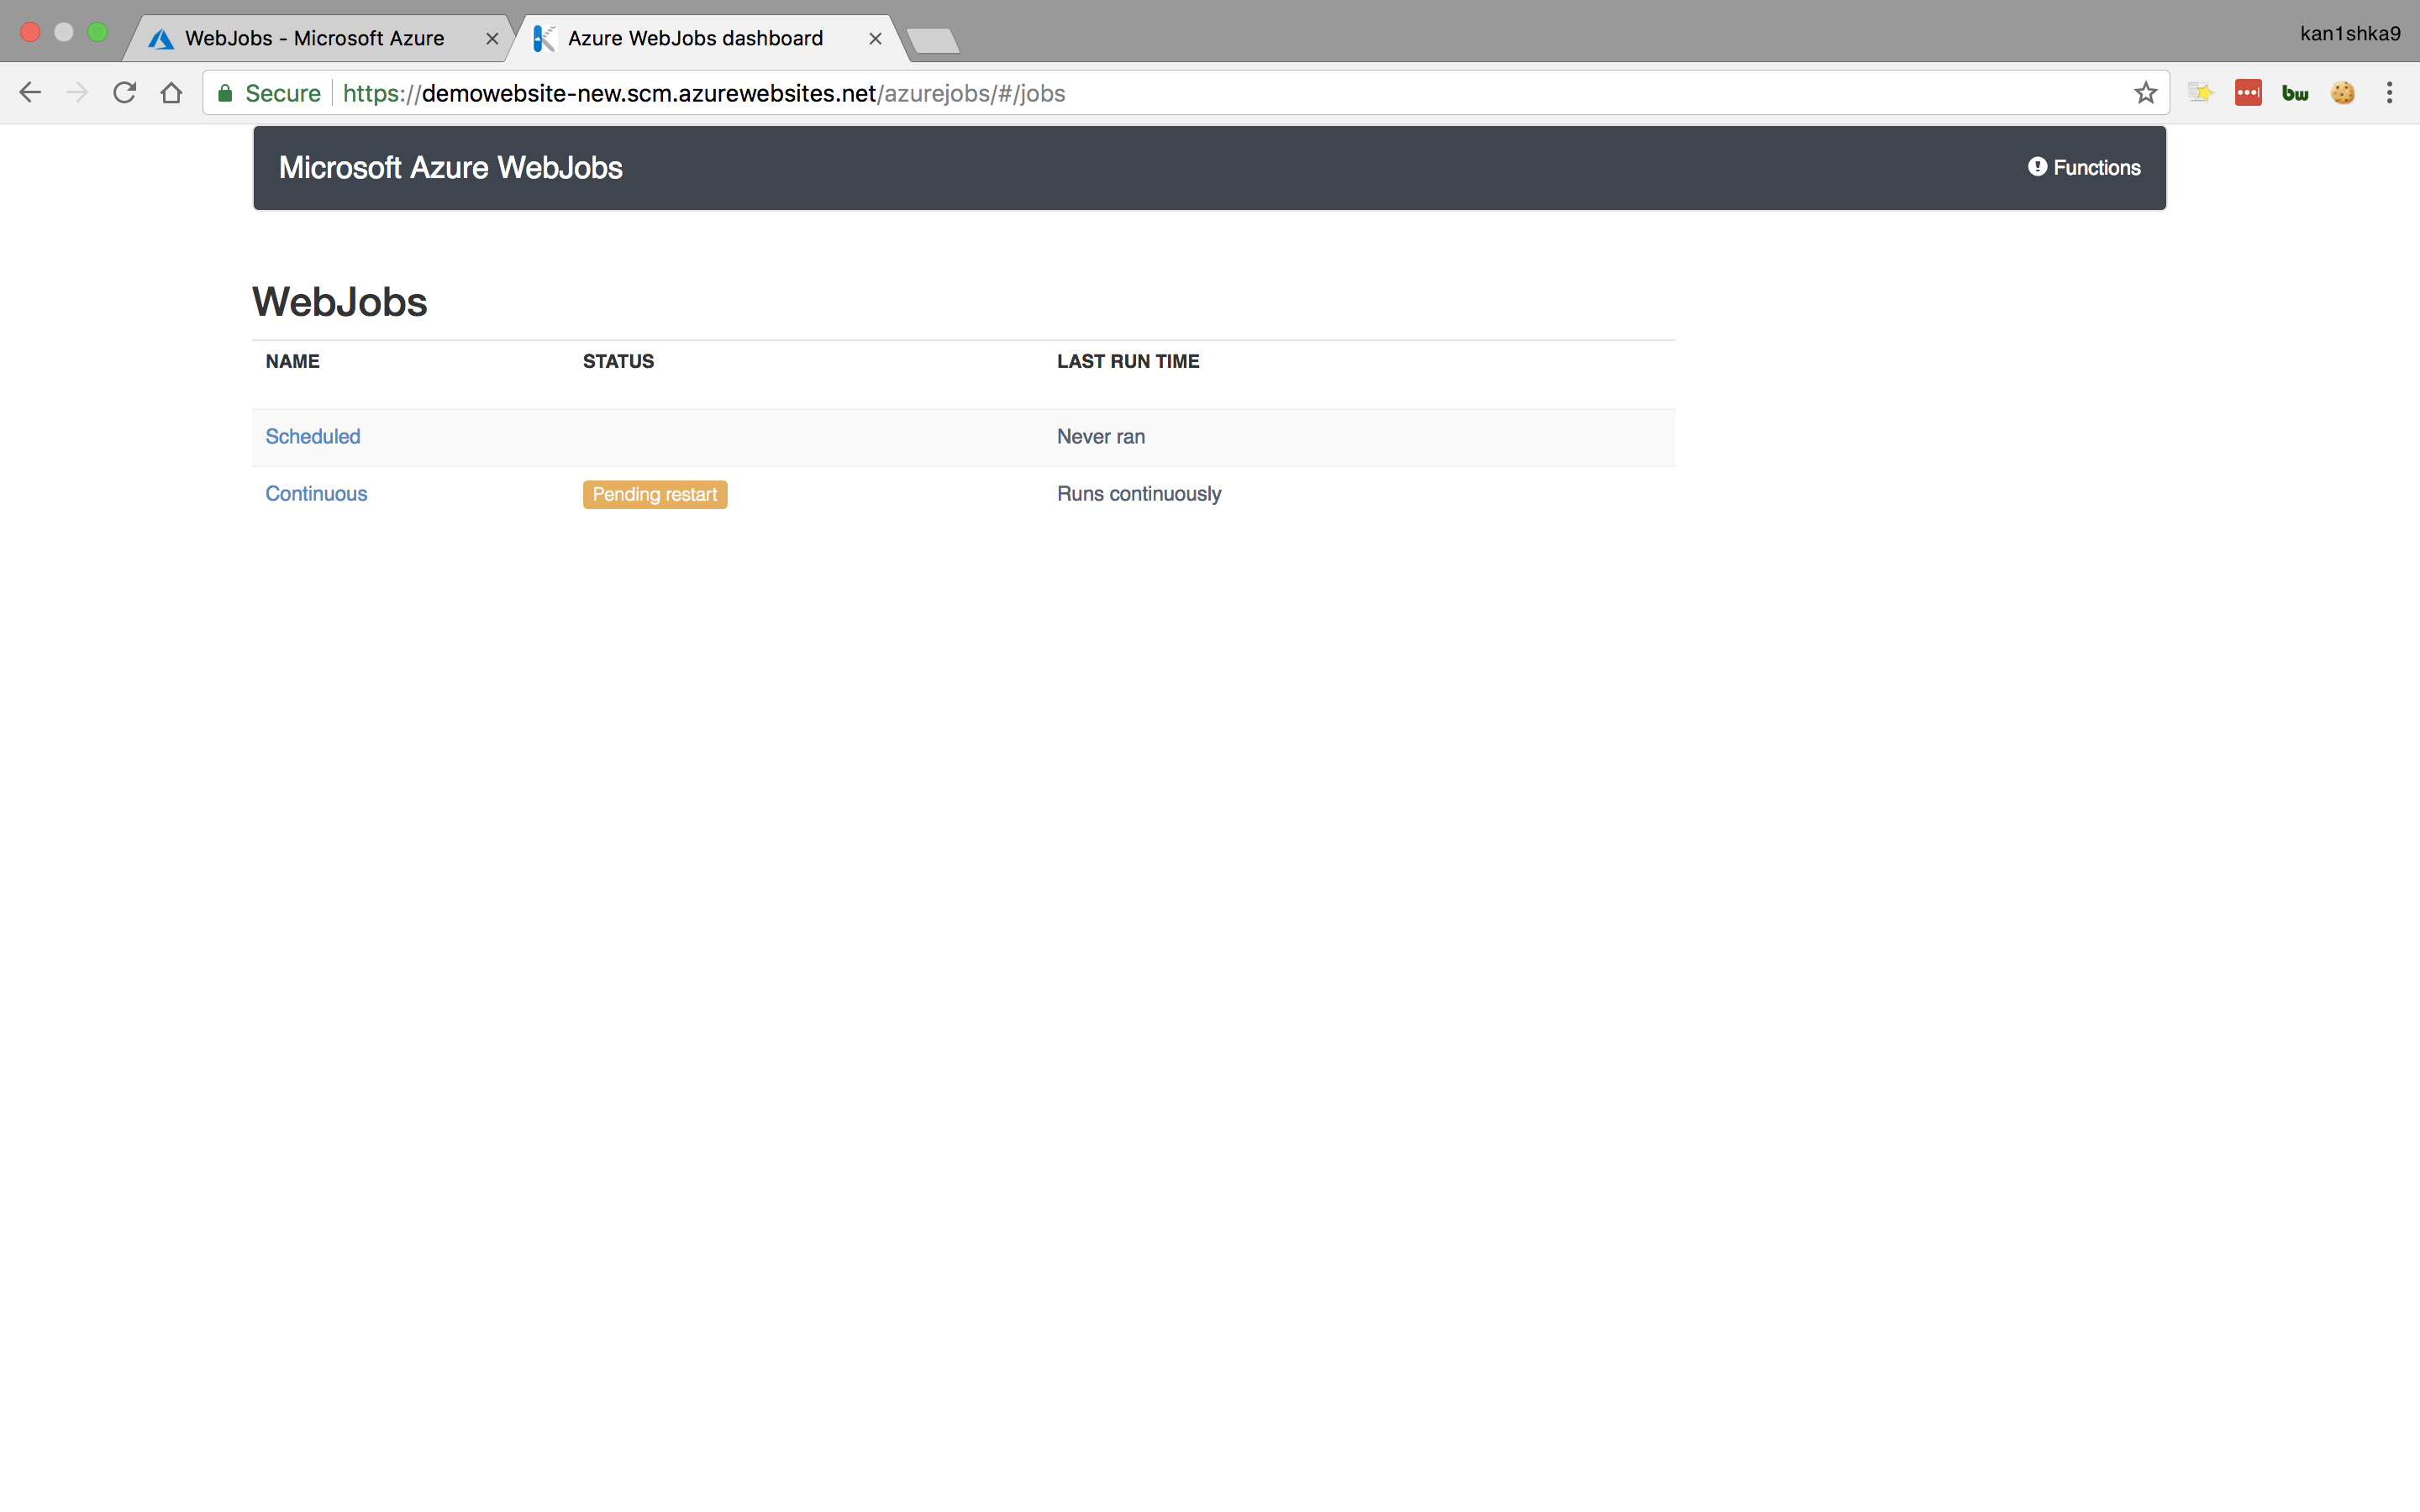 WebJobs - Microsoft Azure
Azure WebJobs dashboard
kan1shka9
Secure
https://demowebsite-new.scm.azurewebsites.net/azurejobs/#/jobs
bw
Microsoft Azure WebJobs
Functions
WebJobs
NAME STATUS LAST RUN TIME
Scheduled Never ran
Continuous Pending restart Runs continuously